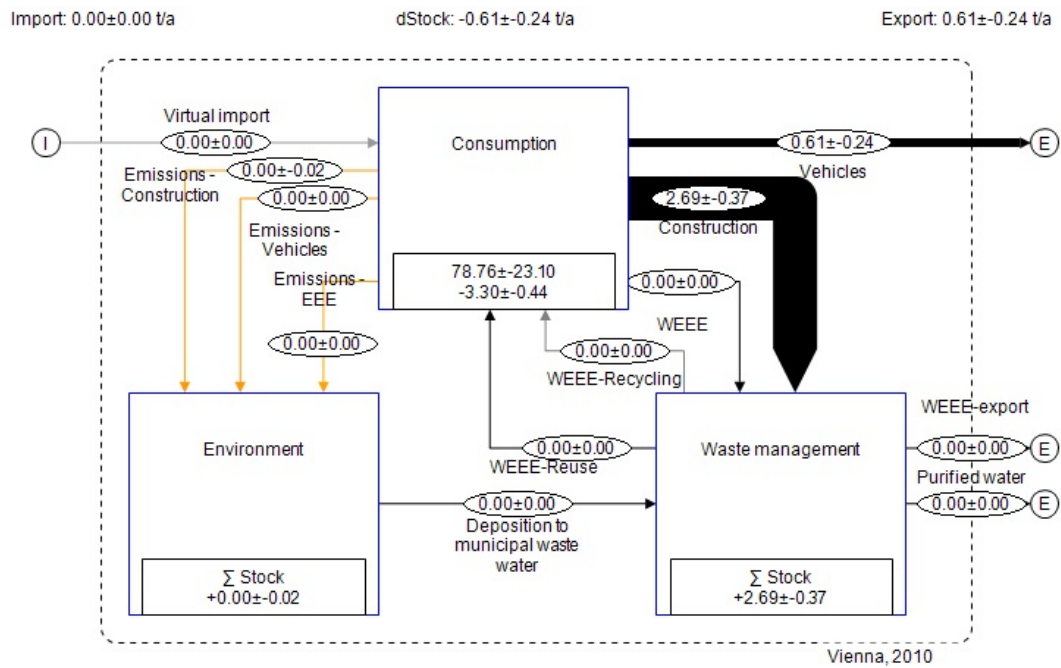 Import: 0.00±0.00 t/a
dStock: -0.61±-0.24 t/a
Export: 0.61±-0.24 t/a
Virtual import
I
0.00±0.00
Consumption
0.61±-0.24
E
Vehicles
Emissions -
Construction
0.00±-0.02
0.00±0.00
2.69±-0.37
Construction
Emissions -
Vehicles
Emissions -
EEE
78.76±-23.10
-3.30±-0.44
0.00±0.00
WEEE
0.00±0.00
0.00±0.00
WEEE-Recycling
WEEE-export
Environment
0.00±0.00
WEEE-Reuse
Waste management
0.00±0.00
E
Purified water
0.00±0.00
E
0.00±0.00
Deposition to
municipal waste
water
∑ Stock
+0.00±-0.02
∑ Stock
+2.69±-0.37
Vienna, 2010